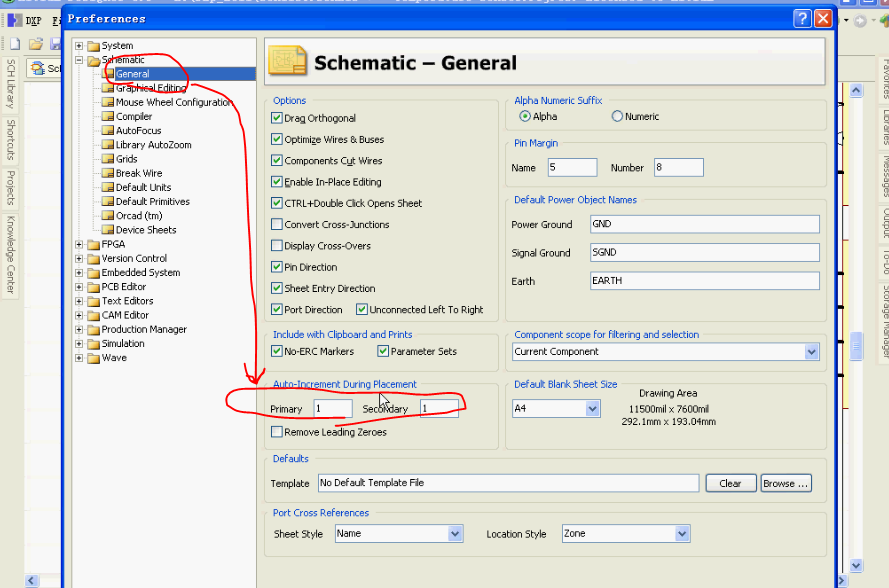 Preferences
DXP
System
Schematic
General
Graphical Editing
Mouse Wheel Configuration
Compiler
AutoFocus
Library AutoZoom
Grids
Break Wire
Default Units
Default Primitives
Orcad (tm)
Device Sheets
FPGA
Version Control
Embedded System
PCB Editor
Text Editors
CAM Editor
Production Manager
Simulation
Wave
SCH Library
Shortcuts
Projects
Knowledge Center
Schematic – General
Options
Drag Orthogonal
Optimize Wires & Buses
Components Cut Wires
Enable In-Place Editing
CTRL+Double Click Opens Sheet
Convert Cross-Junctions
Display Cross-Overs
Pin Direction
Sheet Entry Direction
Port Direction Unconnected Left To Right
Include with Clipboard and Prints
No-ERC Markers Parameter Sets
Auto-Increment During Placement
Primary 1 Secondary 1
Remove Leading Zeroes
Alpha Numeric Suffix
Alpha Numeric
Pin Margin
Name 5 Number 8
Default Power Object Names
Power Ground GND
Signal Ground SGND
Earth EARTH
Component scope for filtering and selection
Current Component
Default Blank Sheet Size
A4
Drawing Area
11500mil x 7600mil
292.1mm x 193.04mm
Defaults
Template No Default Template File Clear Browse ...
Port Cross References
Sheet Style Name Location Style Zone
Favorites
Libraries
Messages
Output
To-Do
Storage Manager